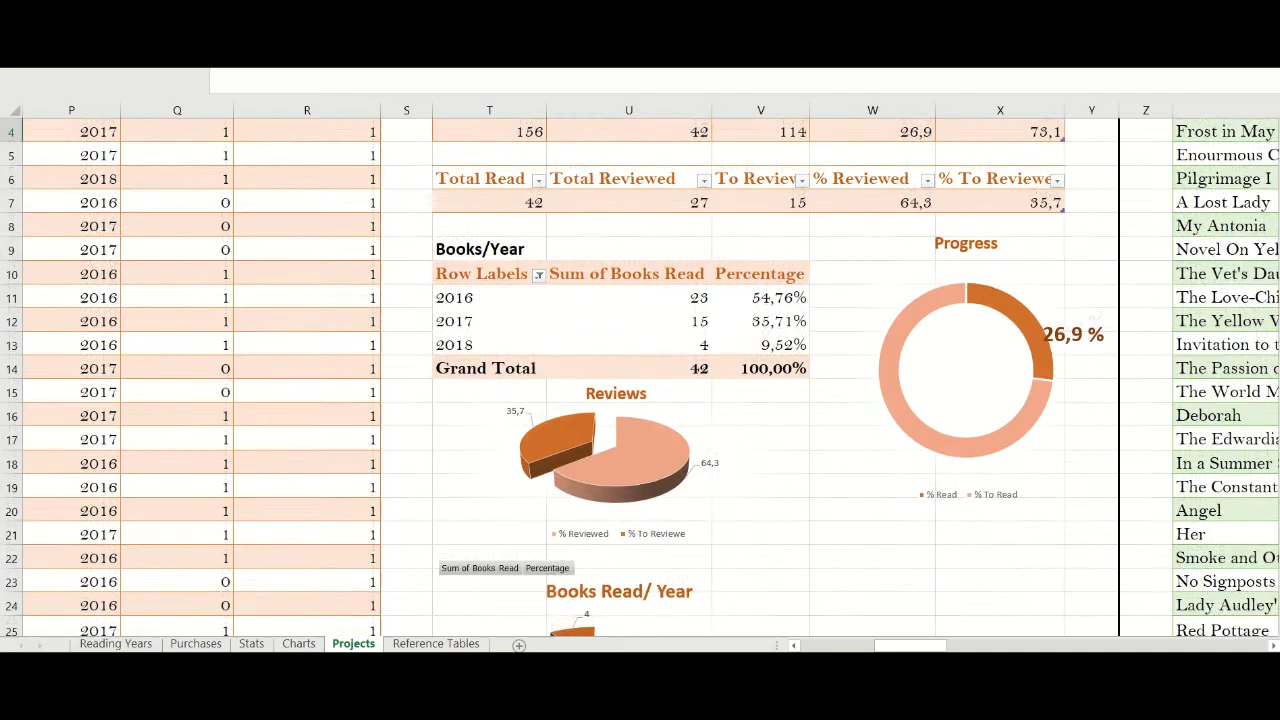 P Q R S T U V W X Y Z
4 2017 1 1 156 42 114 26,9 73,1 Frost in May
5 2017 1 1 Enourmous C
6 2018 1 1 Total Read Total Reviewed To Review % Reviewed % To Reviewe Pilgrimage I
7 2016 0 1 42 27 15 64,3 35,7 A Lost Lady
8 2017 0 1 My Antonia
9 2017 0 1 Books/Year Progress Novel On Yel
10 2016 1 1 Row Labels Sum of Books Read Percentage The Vet's Dau
11 2016 1 1 2016 23 54,76% The Love-Chi
12 2016 1 1 2017 15 35,71% 26,9 % The Yellow W
13 2016 1 1 2018 4 9,52% Invitation to t
14 2017 0 1 Grand Total 42 100,00% The Passion o
15 2017 0 1 Reviews The World M
16 2016 1 1 35,7 Deborah
17 2016 1 1 The Edwardia
18 2016 1 1 64,3 In a Summer
19 2016 1 1 % Read % To Read The Constant
20 2016 0 1 Angel
21 2017 1 1 % Reviewed % To Reviewe Her
22 2016 1 1 Sum of Books Read Percentage Smoke and Ot
23 2016 0 1 Books Read/ Year No Signposts
24 2016 0 1 4 Lady Audley'
25 2017 1 1 Red Pottage
Reading Years Purchases Stats Charts Projects Reference Tables